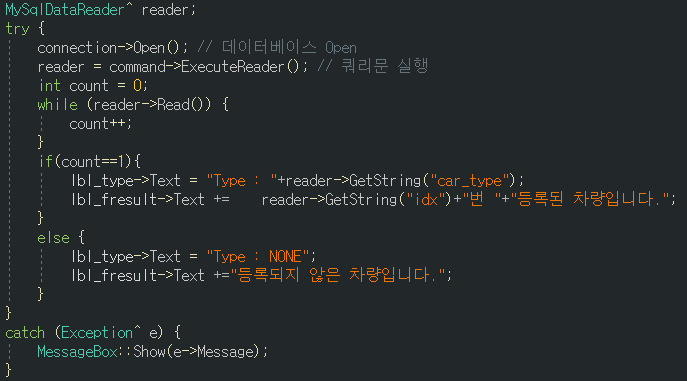 MySqlDataReader^ reader;
try {
    connection->Open(); // 데이터베이스 Open
    reader = command->ExecuteReader(); // 쿼리문 실행
    int count = 0;
    while (reader->Read()) {
        count++;
    }
    if(count==1){
        lbl_type->Text = "Type : "+reader->GetString("car_type");
        lbl_fresult->Text +=    reader->GetString("idx")+"번 "+"등록된 차량입니다.";
    }
    else {
        lbl_type->Text = "Type : NONE";
        lbl_fresult->Text +="등록되지 않은 차량입니다.";
    }
}
catch (Exception^ e) {
    MessageBox::Show(e->Message);
}